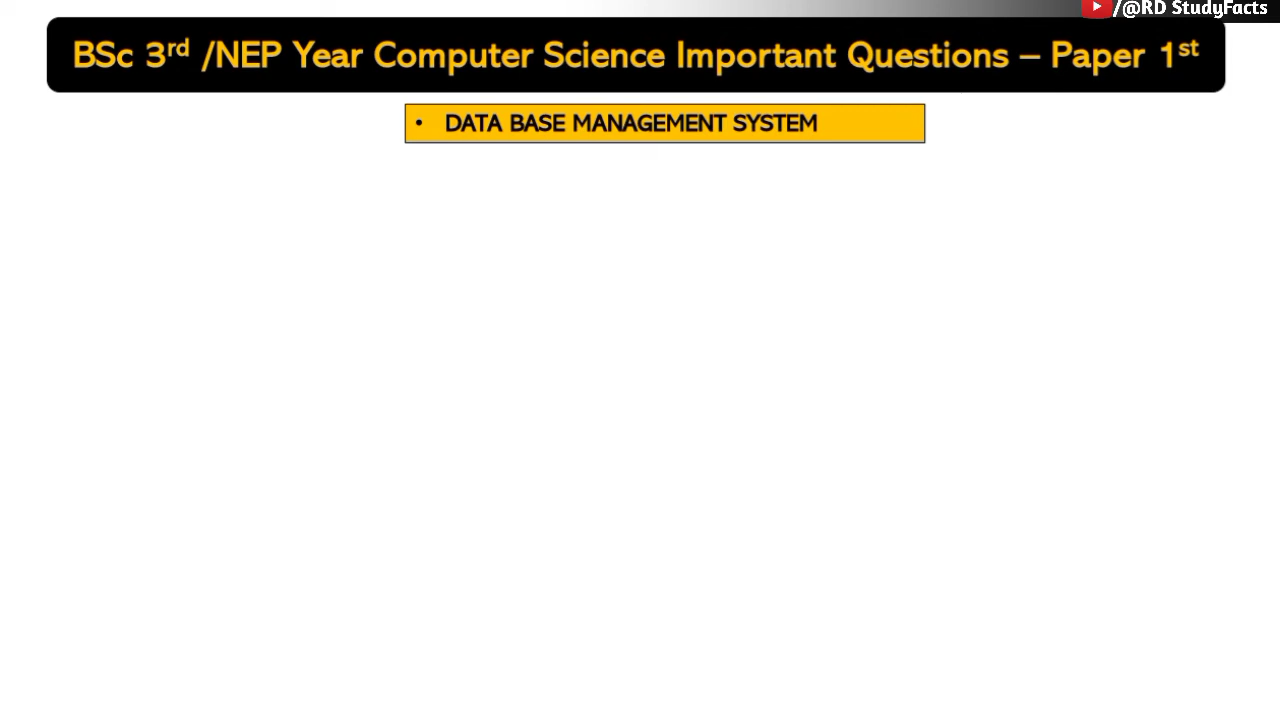 /@RD StudyFacts
BSc 3rd /NEP Year Computer Science Important Questions – Paper 1st
• DATA BASE MANAGEMENT SYSTEM